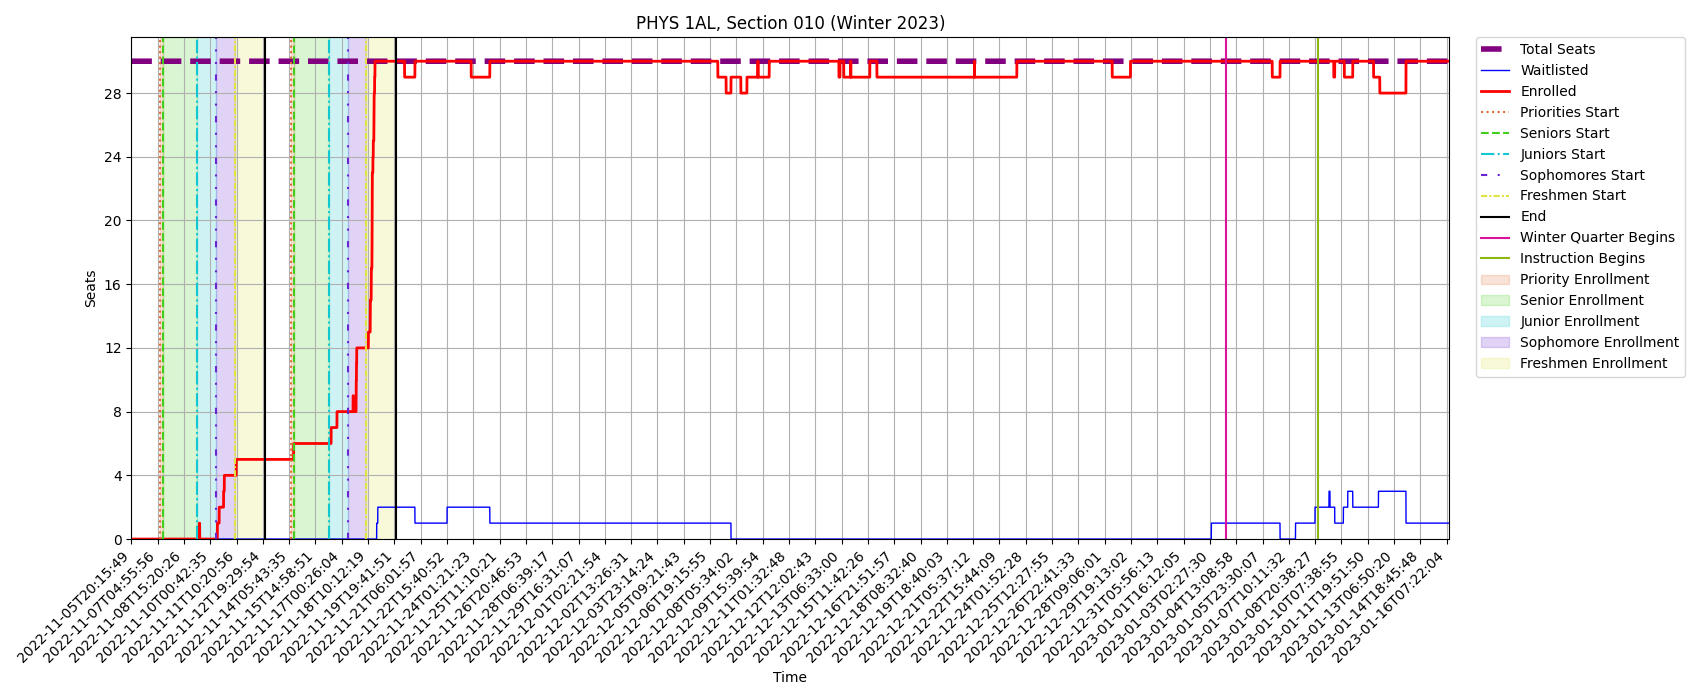 PHYS 1AL, Section 010 (Winter 2023)
Total Seats
Waitlisted
Enrolled
Priorities Start
Seniors Start
Juniors Start
Sophomores Start
Freshmen Start
End
Winter Quarter Begins
Instruction Begins
Priority Enrollment
Senior Enrollment
Junior Enrollment
Sophomore Enrollment
Freshmen Enrollment
Seats
28
24
20
16
12
8
4
0
2022-11-05T20:15:49
2022-11-07T04:55:56
2022-11-08T15:20:26
2022-11-10T00:42:35
2022-11-11T10:20:56
2022-11-12T19:29:54
2022-11-14T05:43:35
2022-11-15T14:58:51
2022-11-17T00:26:04
2022-11-18T10:12:19
2022-11-19T19:41:51
2022-11-21T06:01:57
2022-11-22T15:40:52
2022-11-24T01:21:23
2022-11-25T11:10:21
2022-11-26T20:46:53
2022-11-28T06:39:17
2022-11-29T16:31:07
2022-12-01T02:21:54
2022-12-02T13:26:31
2022-12-03T23:14:24
2022-12-05T09:21:43
2022-12-06T19:15:55
2022-12-08T05:34:02
2022-12-09T15:39:54
2022-12-11T01:32:48
2022-12-12T12:02:43
2022-12-13T06:33:00
2022-12-15T11:42:26
2022-12-16T21:51:57
2022-12-18T08:32:40
2022-12-19T18:40:03
2022-12-21T05:37:12
2022-12-22T15:44:09
2022-12-24T01:52:28
2022-12-25T12:27:55
2022-12-26T22:41:33
2022-12-28T09:06:01
2022-12-29T19:13:02
2022-12-31T05:56:13
2023-01-01T16:12:05
2023-01-03T02:27:30
2023-01-04T13:08:58
2023-01-05T23:30:07
2023-01-07T10:11:32
2023-01-08T20:38:27
2023-01-10T07:38:55
2023-01-11T19:51:50
2023-01-13T06:50:20
2023-01-14T18:45:48
2023-01-16T07:22:04
Time